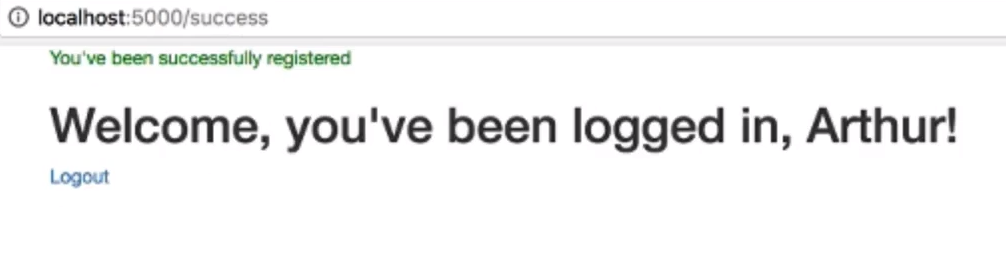 localhost:5000/success
You've been successfully registered
Welcome, you've been logged in, Arthur!
Logout